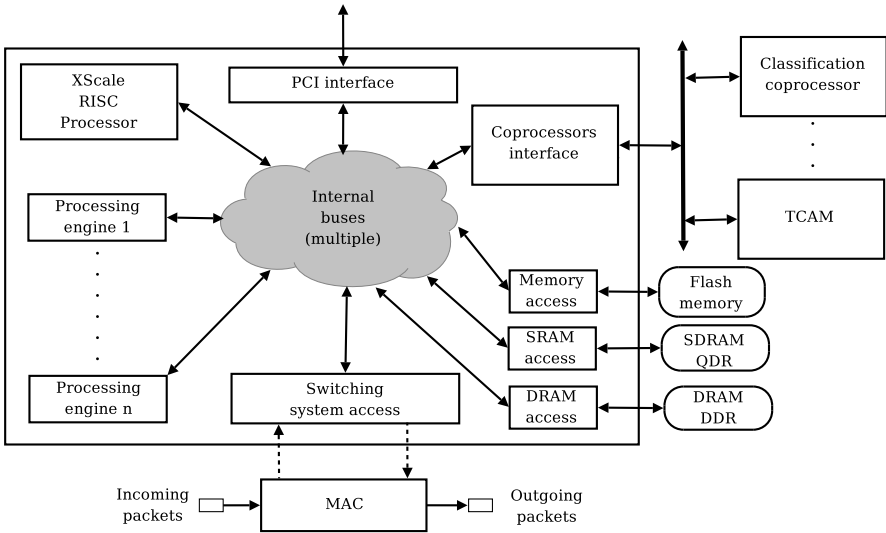 XScale
RISC
Processor
PCI interface
Coprocessors
interface
Classification
coprocessor
TCAM
Internal
buses
(multiple)
Processing
engine 1
Processing
engine n
Memory
access
Flash
memory
SRAM
access
SDRAM
QDR
DRAM
access
DRAM
DDR
Switching
system access
Incoming
packets
MAC
Outgoing
packets